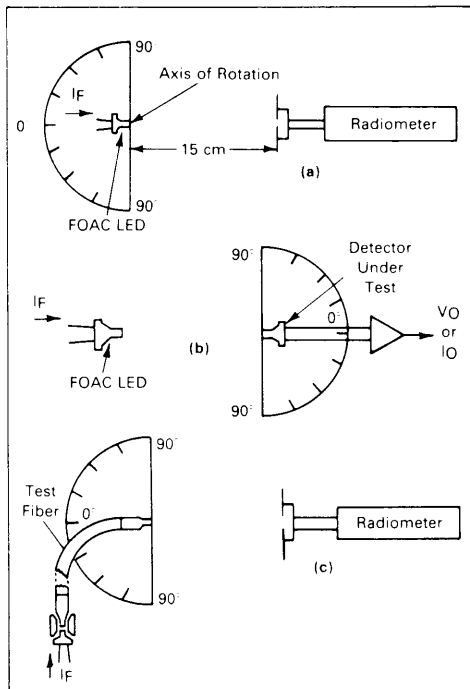 90°
Axis of Rotation
IF
0
Radiometer
15 cm
(a)
90°
FOAC LED
Detector
Under
Test
90°
IF
0°
VO
or
IO
(b)
FOAC LED
90°
90°
Test
Fiber
0°
Radiometer
(c)
90°
IF